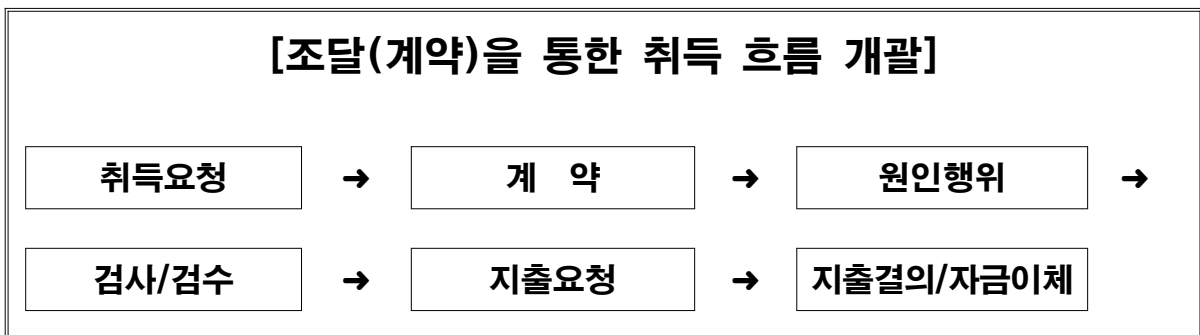 [조달(계약)을 통한 취득 흐름 개괄]
취득요청 → 계 약 → 원인행위 →
검사/검수 → 지출요청 → 지출결의/자금이체